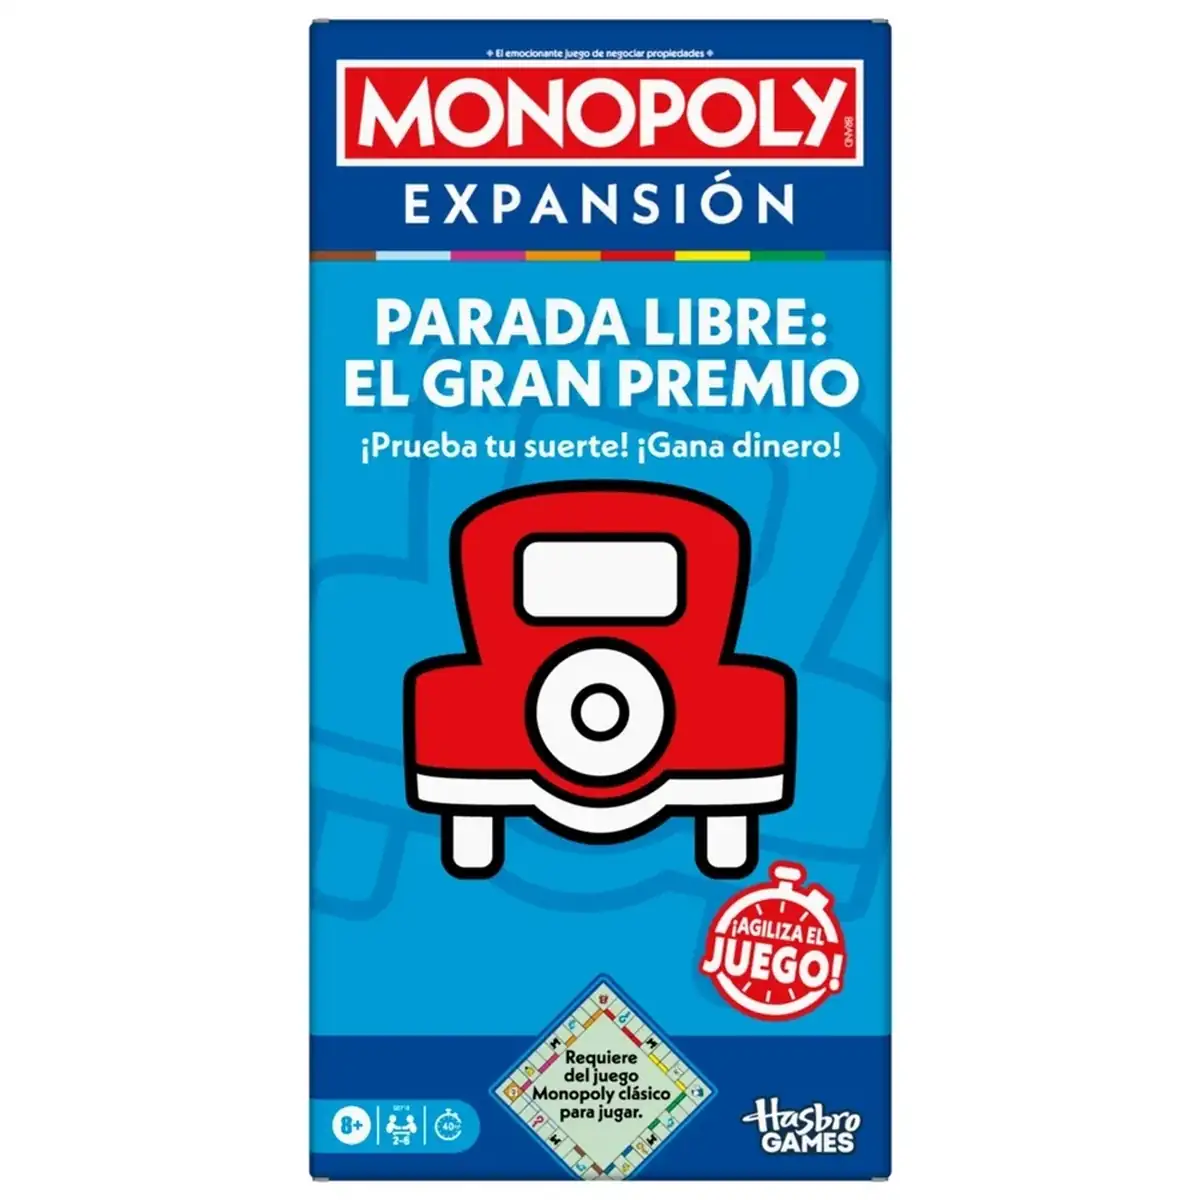 El emocionante juego de negociar propiedades
MONOPOLY
BRAND
EXPANSIÓN
PARADA LIBRE:
EL GRAN PREMIO
¡Prueba tu suerte! ¡Gana dinero!
¡AGILIZA EL
JUEGO!
Requiere
del juego
Monopoly clásico
para jugar.
8+
2-6
40
Hasbro
GAMES